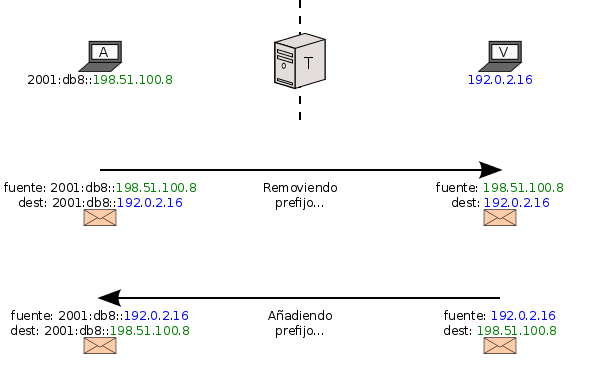 A
T
V
2001:db8::198.51.100.8
192.0.2.16
fuente: 2001:db8::198.51.100.8
dest: 2001:db8::192.0.2.16
Removiendo
prefijo...
fuente: 198.51.100.8
dest: 192.0.2.16
fuente: 2001:db8::192.0.2.16
dest: 2001:db8::198.51.100.8
Añadiendo
prefijo...
fuente: 192.0.2.16
dest: 198.51.100.8